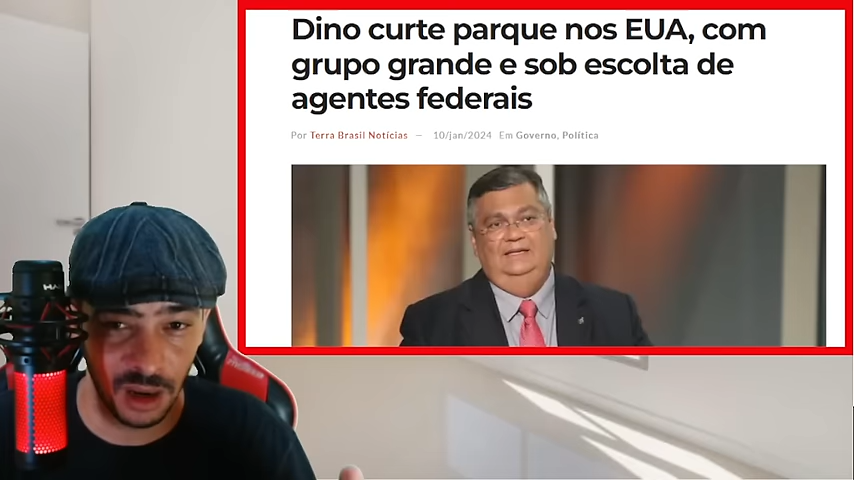 Dino curte parque nos EUA, com
grupo grande e sob escolta de
agentes federais
Por Terra Brasil Notícias — 10/jan/2024 Em Governo, Política